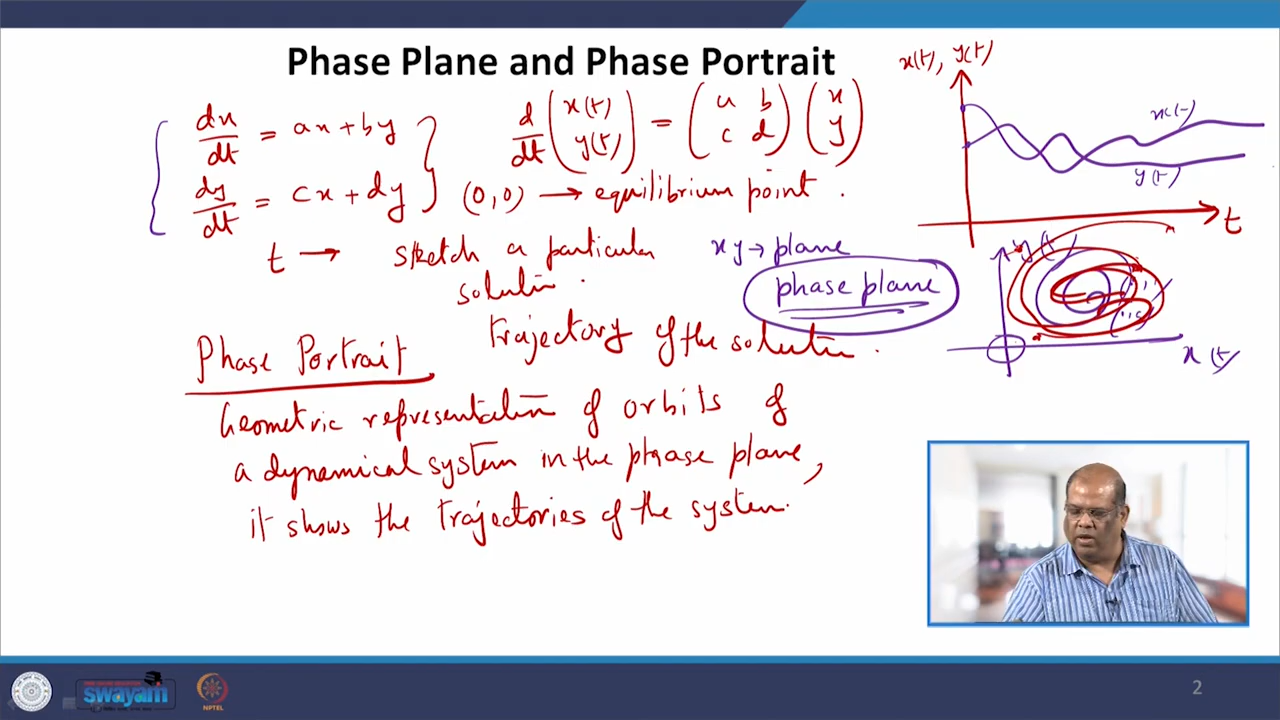 Phase Plane and Phase Portrait
dx/dt = ax + by
dy/dt = cx + dy
d/dt (x(t) y(t)) = (a b c d) (x y)
(0,0) → equilibrium point.
t → sketch a particular solution.
xy → plane
phase plane
trajectory of the solution.
Phase Portrait
Geometric representation of orbits of
a dynamical system in the phase plane,
it shows the trajectories of the system.
x(t), y(t)
x(t)
y(t)
t
y(t)
x(t)
swayam
NPTEL
2